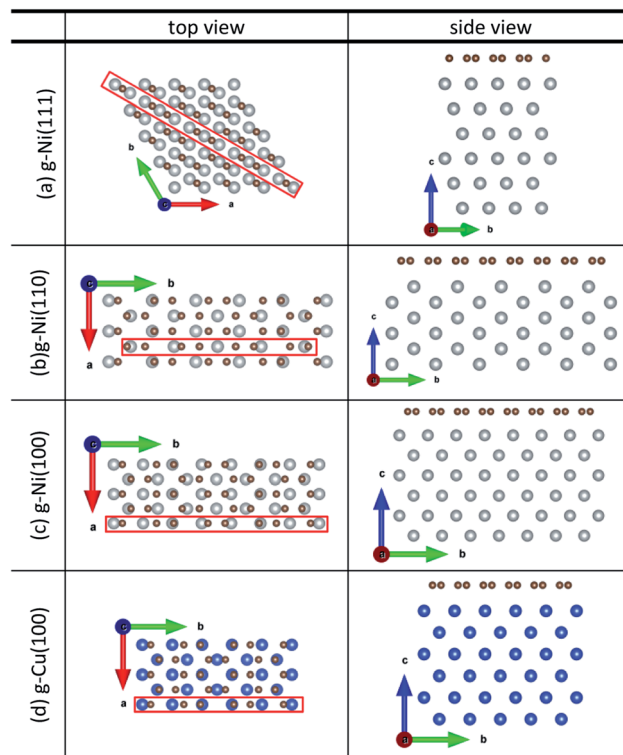 top view
side view
(a) g-Ni(111)
b
a
c
c
b
a
(b)g-Ni(110)
c
b
a
c
a
b
(c) g-Ni(100)
c
b
a
c
a
b
(d) g-Cu(100)
c
b
a
c
a
b